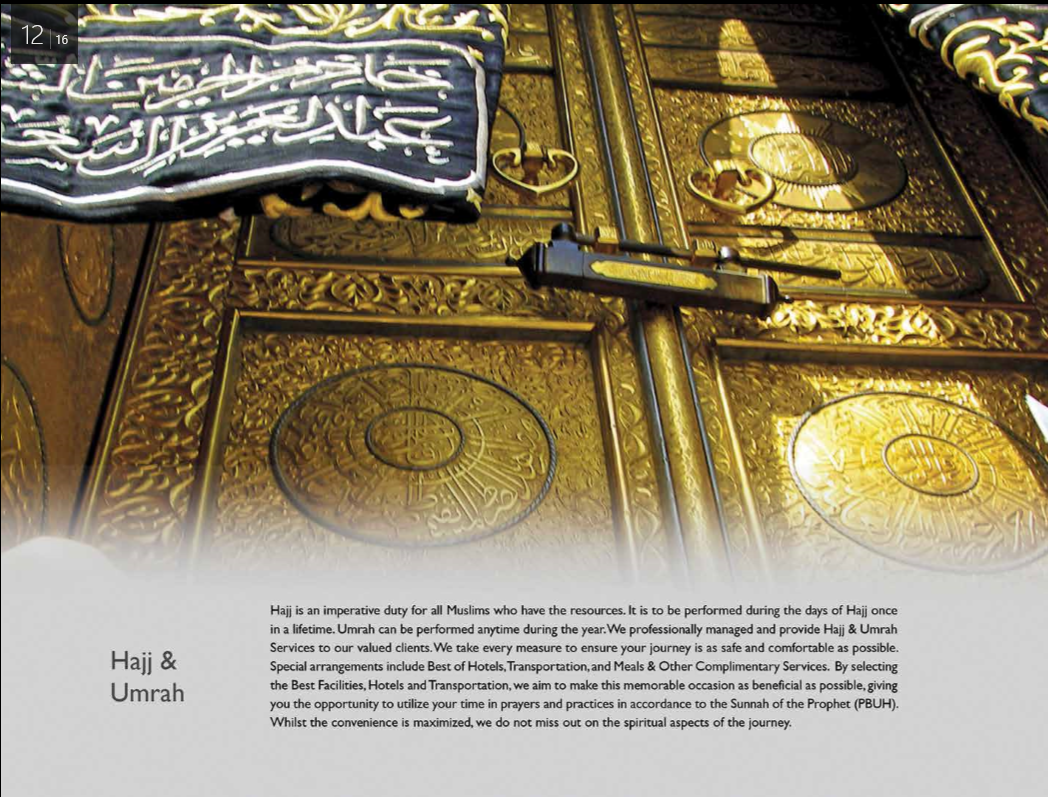 12 | 16
Hajj &
Umrah
Hajj is an imperative duty for all Muslims who have the resources. It is to be performed during the days of Hajj once
in a lifetime. Umrah can be performed anytime during the year. We professionally managed and provide Hajj & Umrah
Services to our valued clients. We take every measure to ensure your journey is as safe and comfortable as possible.
Special arrangements include Best of Hotels, Transportation, and Meals & Other Complimentary Services. By selecting
the Best Facilities, Hotels and Transportation, we aim to make this memorable occasion as beneficial as possible, giving
you the opportunity to utilize your time in prayers and practices in accordance to the Sunnah of the Prophet (PBUH).
Whilst the convenience is maximized, we do not miss out on the spiritual aspects of the journey.